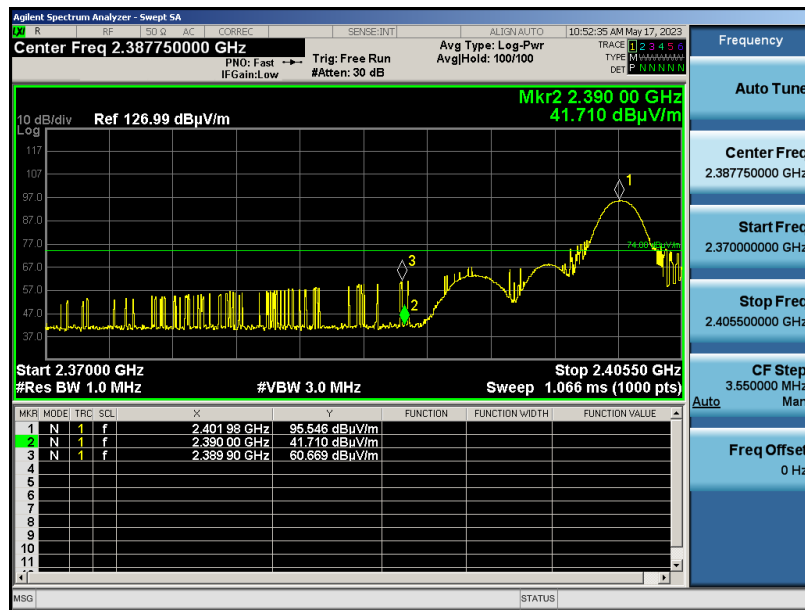 Agilent Spectrum Analyzer - Swept SA
LXI R RF 50 Ω AC CORREC SENSE:INT ALIGN AUTO 10:52:35 AM May 17, 2023
Center Freq 2.387750000 GHz
PNO: Fast
IFGain:Low
Trig: Free Run
#Atten: 30 dB
Avg Type: Log-Pwr
Avg|Hold: 100/100
TRACE 1 2 3 4 5 6
TYPE M
DET P N N N N N
Mkr2 2.390 00 GHz
41.710 dBµV/m
10 dB/div Ref 126.99 dBµV/m
Log
117
107
97.0
87.0
77.0
67.0
57.0
47.0
37.0
74.00 dBµV/m
1
3
2
Start 2.37000 GHz Stop 2.40550 GHz
#Res BW 1.0 MHz #VBW 3.0 MHz Sweep 1.066 ms (1000 pts)
MKR MODE TRC SCL X Y FUNCTION FUNCTION WIDTH FUNCTION VALUE
1 N 1 f 2.401 98 GHz 95.546 dBµV/m
2 N 1 f 2.390 00 GHz 41.710 dBµV/m
3 N 1 f 2.389 90 GHz 60.669 dBµV/m
4
5
6
7
8
9
10
11
MSG STATUS
Frequency
Auto Tune
Center Freq
2.387750000 GHz
Start Freq
2.370000000 GHz
Stop Freq
2.405500000 GHz
CF Step
3.550000 MHz
Auto Man
Freq Offset
0 Hz